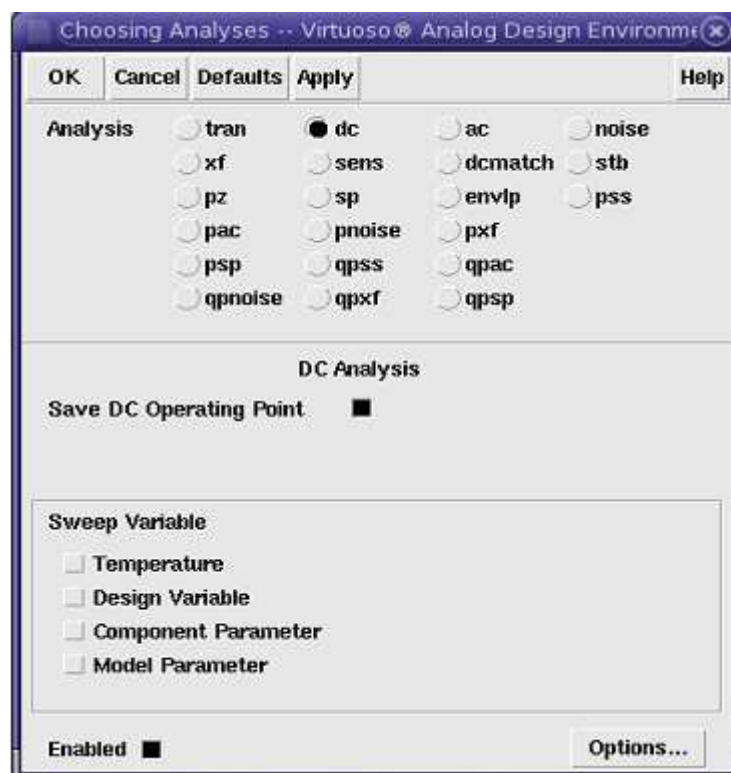 Choosing Analyses -- Virtuoso® Analog Design Environme
OK Cancel Defaults Apply Help
Analysis tran dc ac noise
xf sens dcmatch stb
pz sp envlp pss
pac pnoise pxf
psp qpss qpac
qpnoise qpxf qpsp
DC Analysis
Save DC Operating Point
Sweep Variable
Temperature
Design Variable
Component Parameter
Model Parameter
Enabled Options...